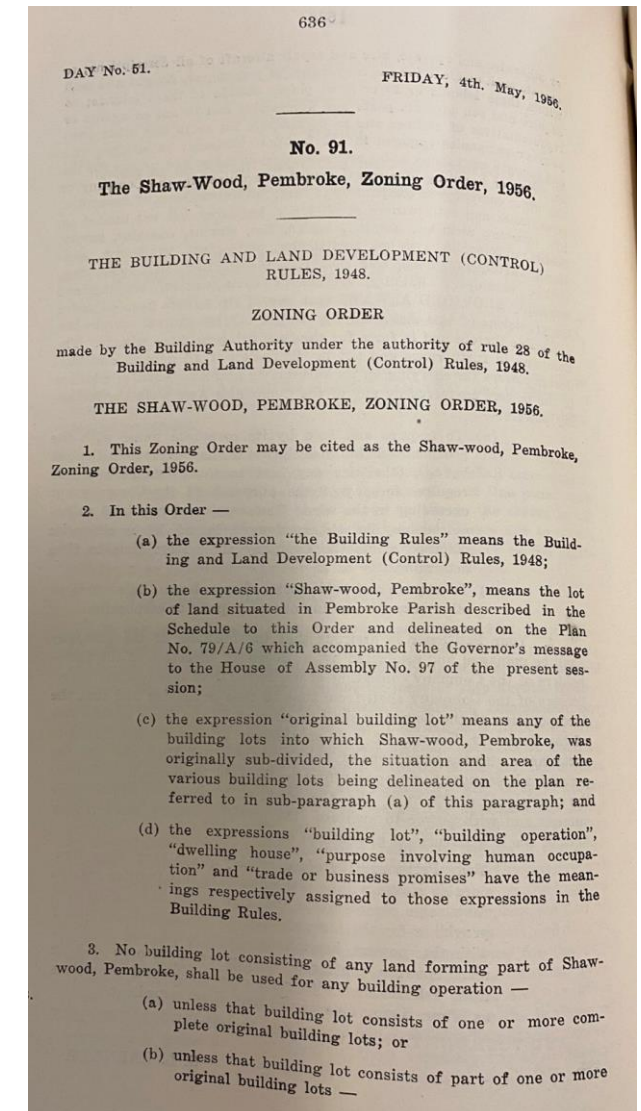 636
DAY No. 51.
FRIDAY, 4th. May, 1956.
No. 91.
The Shaw-Wood, Pembroke, Zoning Order, 1956.
THE BUILDING AND LAND DEVELOPMENT (CONTROL)
RULES, 1948.
ZONING ORDER
made by the Building Authority under the authority of rule 28 of the
Building and Land Development (Control) Rules, 1948.
THE SHAW-WOOD, PEMBROKE, ZONING ORDER, 1956.
1. This Zoning Order may be cited as the Shaw-wood, Pembroke,
Zoning Order, 1956.
2. In this Order —
(a) the expression “the Building Rules” means the Build-
ing and Land Development (Control) Rules, 1948;
(b) the expression “Shaw-wood, Pembroke”, means the lot
of land situated in Pembroke Parish described in the
Schedule to this Order and delineated on the Plan
No. 79/A/6 which accompanied the Governor’s message
to the House of Assembly No. 97 of the present ses-
sion;
(c) the expression “original building lot” means any of the
building lots into which Shaw-wood, Pembroke, was
originally sub-divided, the situation and area of the
various building lots being delineated on the plan re-
ferred to in sub-paragraph (a) of this paragraph; and
(d) the expressions “building lot”, “building operation”,
“dwelling house”, “purpose involving human occupa-
tion” and “trade or business promises” have the mean-
ings respectively assigned to those expressions in the
Building Rules.
3. No building lot consisting of any land forming part of Shaw-
wood, Pembroke, shall be used for any building operation —
(a) unless that building lot consists of one or more com-
plete original building lots; or
(b) unless that building lot consists of part of one or more
original building lots —